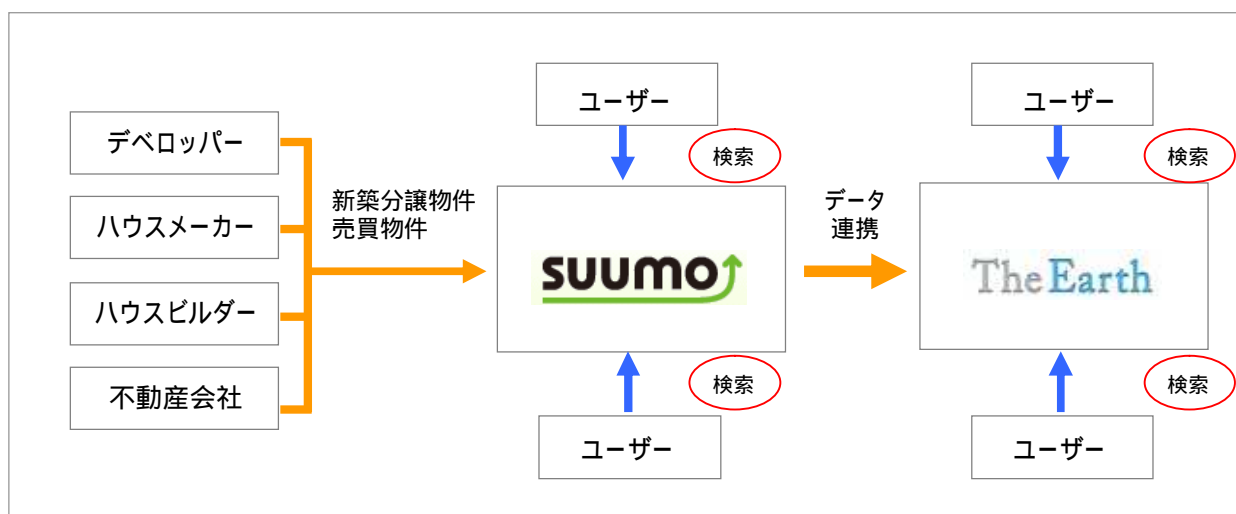 デベロッパー
ハウスメーカー
ハウスビルダー
不動産会社
新築分譲物件
売買物件
ユーザー
検索
suumo
検索
ユーザー
データ
連携
ユーザー
検索
The Earth
検索
ユーザー